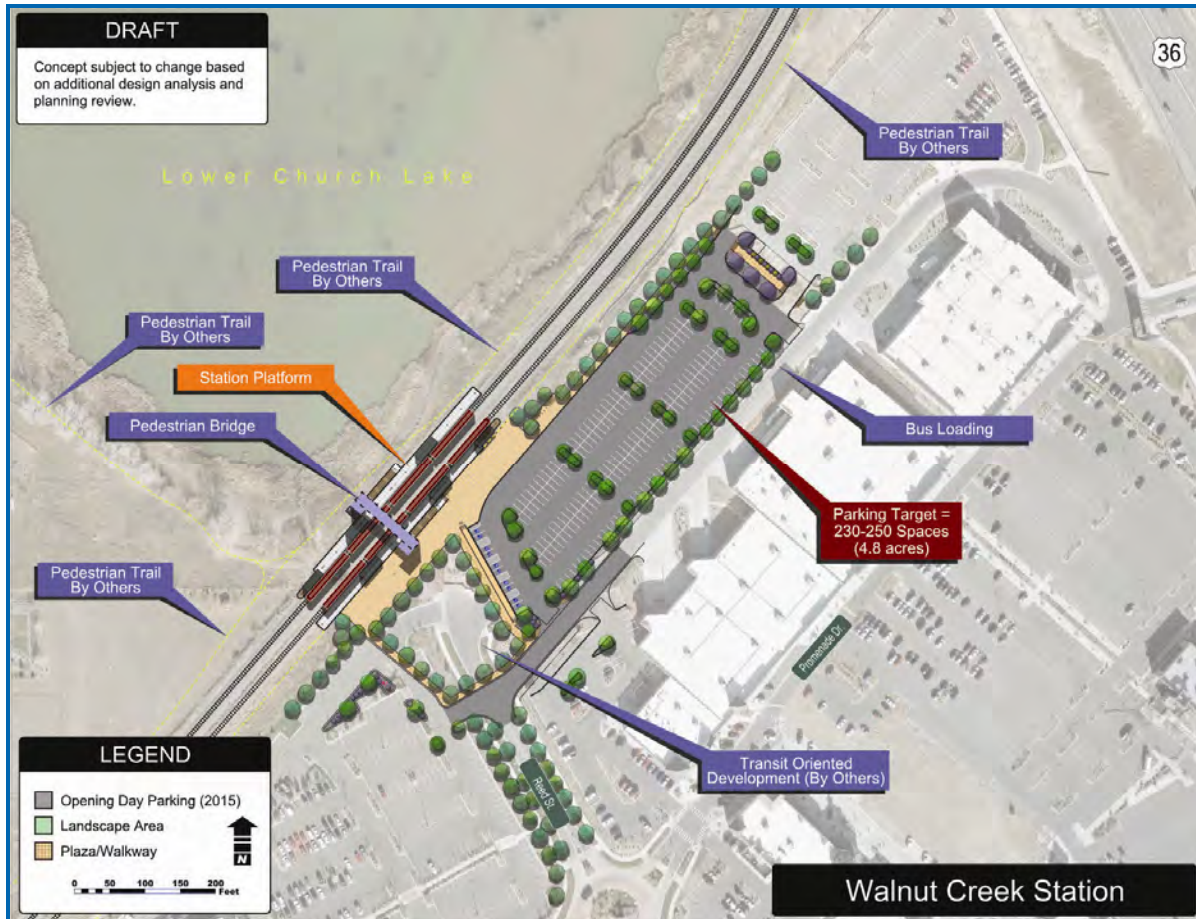 DRAFT
Concept subject to change based
on additional design analysis and
planning review.
36
Pedestrian Trail
By Others
Lower Church Lake
Pedestrian Trail
By Others
Pedestrian Trail
By Others
Station Platform
Pedestrian Bridge
Bus Loading
Parking Target =
230-250 Spaces
(4.8 acres)
Pedestrian Trail
By Others
Promenade Dr.
Transit Oriented
Development (By Others)
Reed St.
LEGEND
Opening Day Parking (2015)
Landscape Area
Plaza/Walkway
N
0 50 100 150 200
Feet
Walnut Creek Station